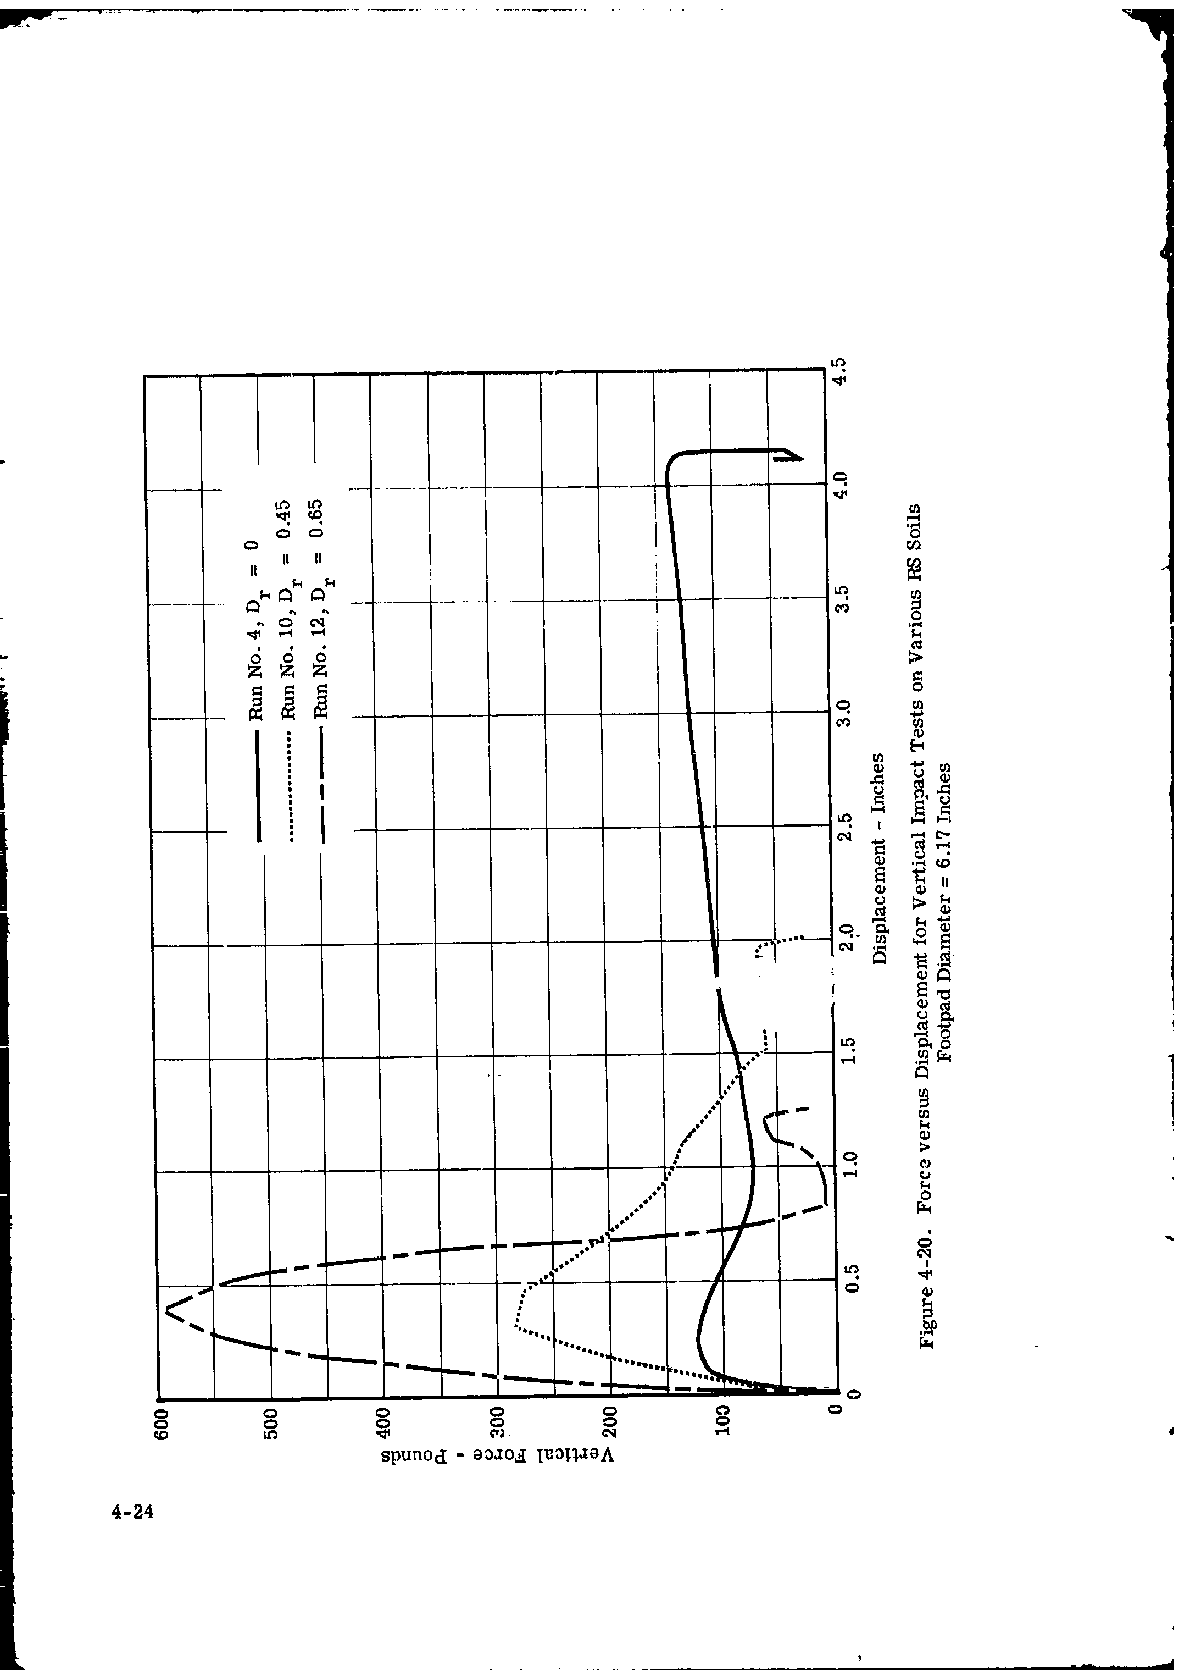 600
500
400
300
200
100
0
Vertical Force - Pounds
Run No. 4, Dr = 0
Run No. 10, Dr = 0.45
Run No. 12, Dr = 0.65
0
0.5
1.0
1.5
2.0
2.5
3.0
3.5
4.0
4.5
Displacement - Inches
Figure 4-20. Force versus Displacement for Vertical Impact Tests on Various RS Soils
Footpad Diameter = 6.17 Inches
4-24